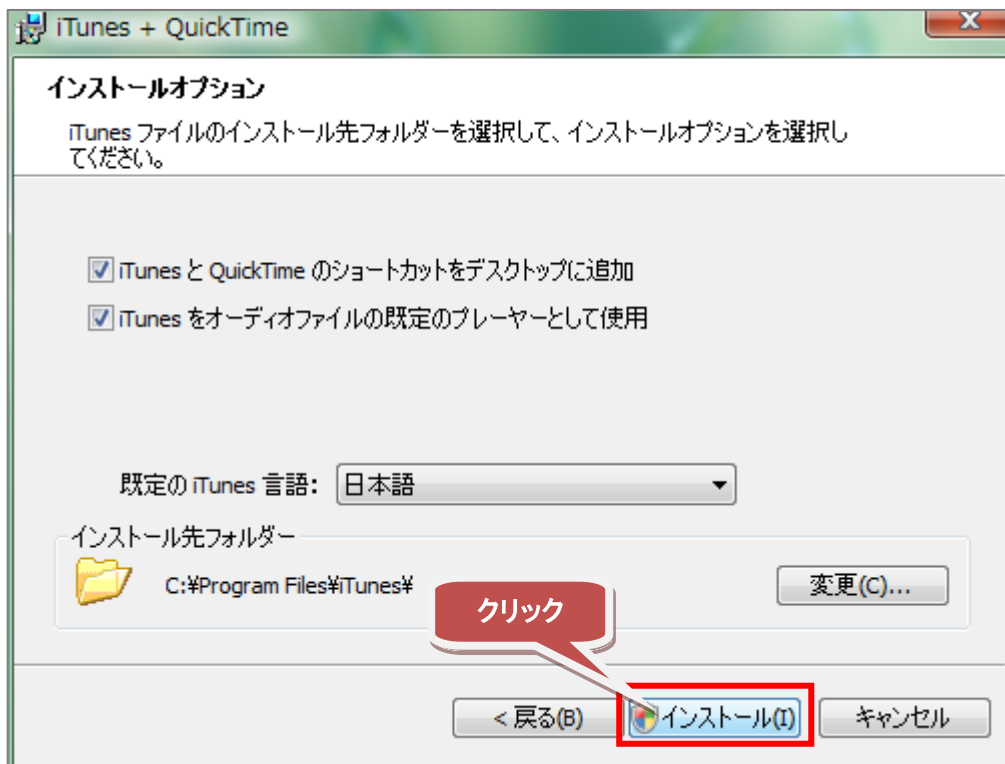 iTunes + QuickTime
インストールオプション
iTunes ファイルのインストール先フォルダーを選択して、インストールオプションを選択し
てください。
iTunes と QuickTime のショートカットをデスクトップに追加
iTunes をオーディオファイルの既定のプレーヤーとして使用
既定の iTunes 言語: 日本語
インストール先フォルダー
C:¥Program Files¥iTunes¥ 変更(C)...
クリック
< 戻る(B) インストール(I) キャンセル